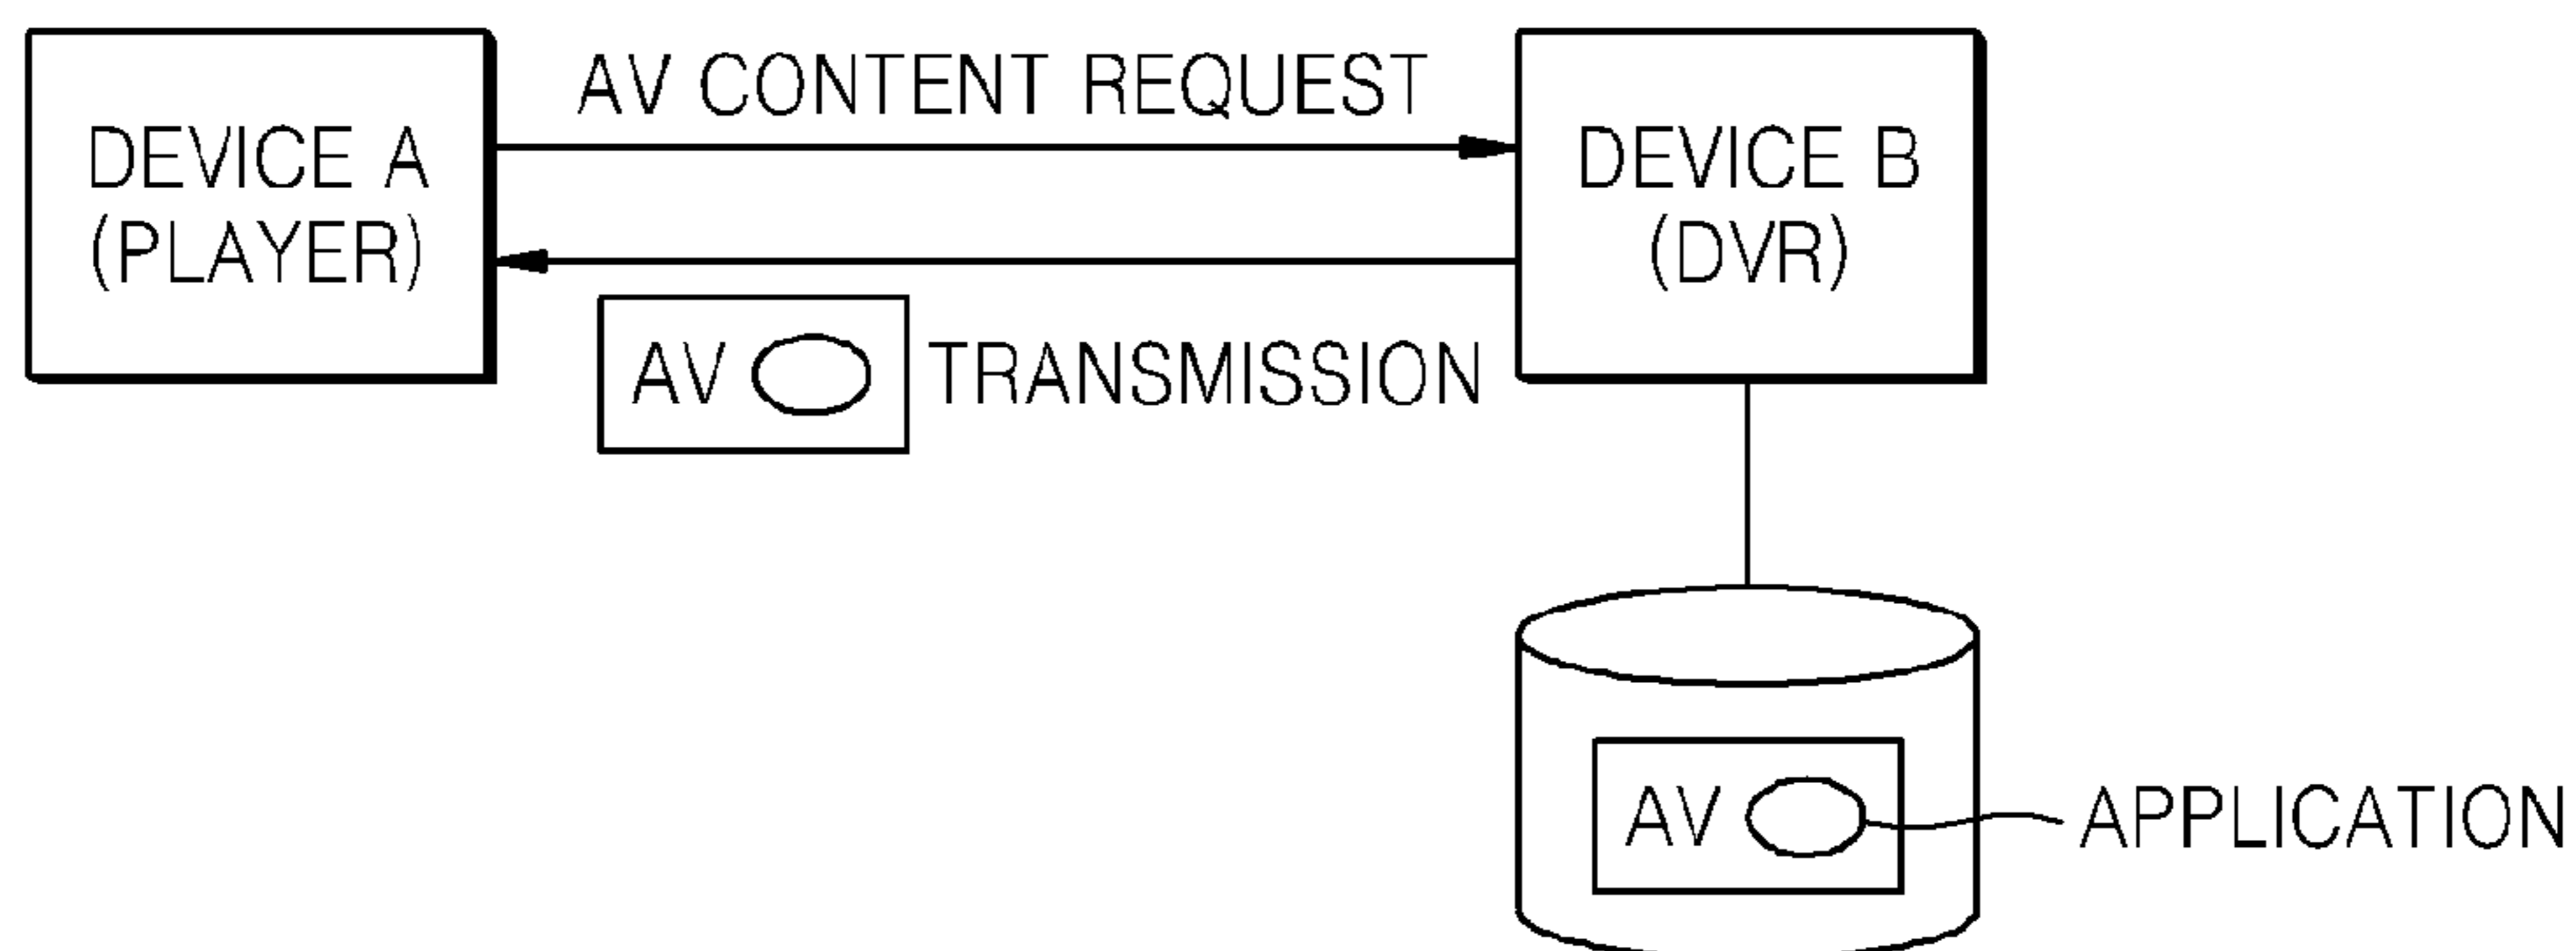 AV CONTENT REQUEST
DEVICE A
(PLAYER)
DEVICE B
(DVR)
AV TRANSMISSION
AV APPLICATION